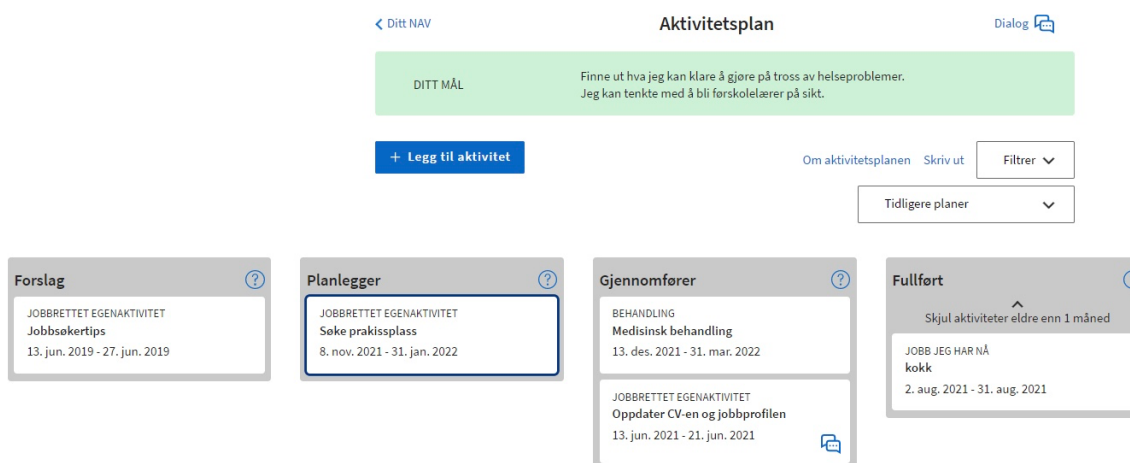 Ditt NAV
Aktivitetsplan
Dialog
DITT MÅL
Finne ut hva jeg kan klare å gjøre på tross av helseproblemer.
Jeg kan tenkte med å bli førskolelærer på sikt.
+ Legg til aktivitet
Om aktivitetsplanen
Skriv ut
Filtrer
Tidligere planer
Forslag
?
JOBBRETTET EGENAKTIVITET
Jobbsøkertips
13. jun. 2019 - 27. jun. 2019
Planlegger
?
JOBBRETTET EGENAKTIVITET
Søke prakissplass
8. nov. 2021 - 31. jan. 2022
Gjennomfører
?
BEHANDLING
Medisinsk behandling
13. des. 2021 - 31. mar. 2022
JOBBRETTET EGENAKTIVITET
Oppdater CV-en og jobbprofilen
13. jun. 2021 - 21. jun. 2021
Fullført
Skjul aktiviteter eldre enn 1 måned
JOBB JEG HAR NÅ
kokk
2. aug. 2021 - 31. aug. 2021